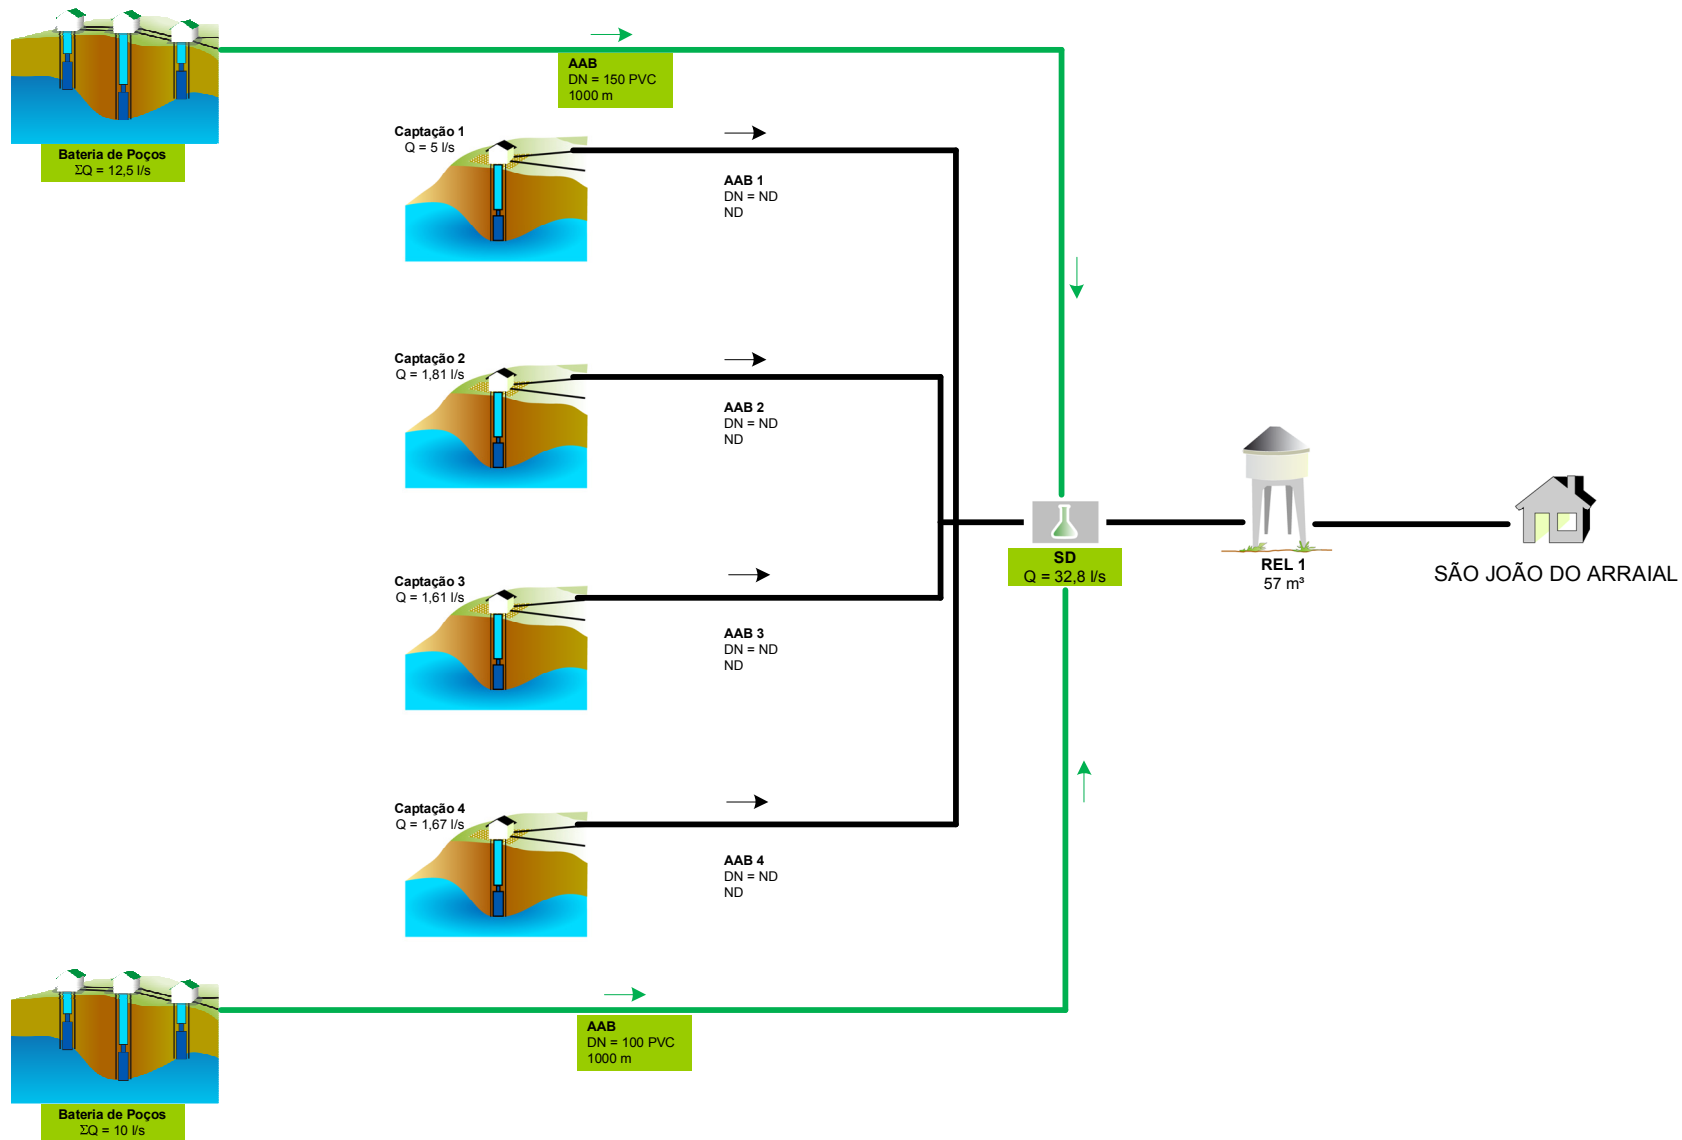 AAB
DN = 150 PVC
1000 m
Bateria de Poços
ΣQ = 12,5 l/s
Captação 1
Q = 5 l/s
AAB 1
DN = ND
ND
Captação 2
Q = 1,81 l/s
AAB 2
DN = ND
ND
Captação 3
Q = 1,61 l/s
AAB 3
DN = ND
ND
Captação 4
Q = 1,67 l/s
AAB 4
DN = ND
ND
SD
Q = 32,8 l/s
REL 1
57 m³
SÃO JOÃO DO ARRAIAL
AAB
DN = 100 PVC
1000 m
Bateria de Poços
ΣQ = 10 l/s